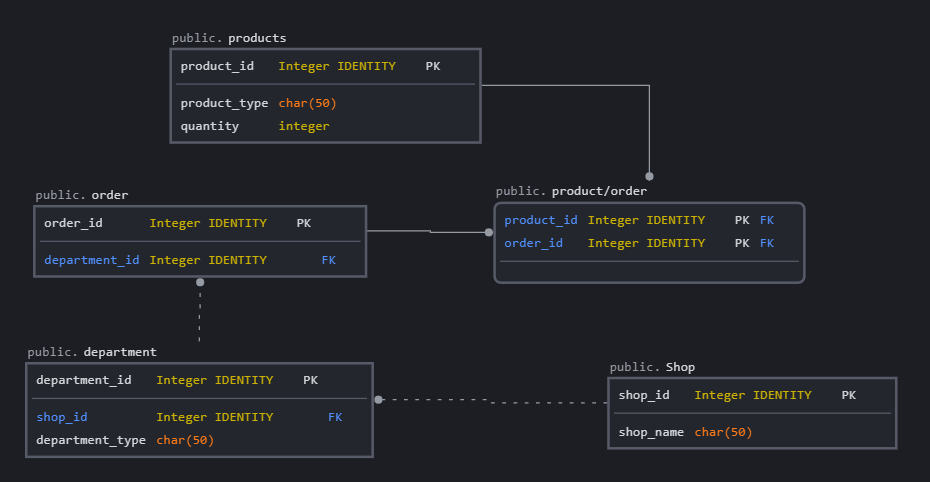 public. products
product_id Integer IDENTITY PK
product_type char(50)
quantity integer
public. order
order_id Integer IDENTITY PK
department_id Integer IDENTITY FK
public. product/order
product_id Integer IDENTITY PK FK
order_id Integer IDENTITY PK FK
public. department
department_id Integer IDENTITY PK
shop_id Integer IDENTITY FK
department_type char(50)
public. Shop
shop_id Integer IDENTITY PK
shop_name char(50)